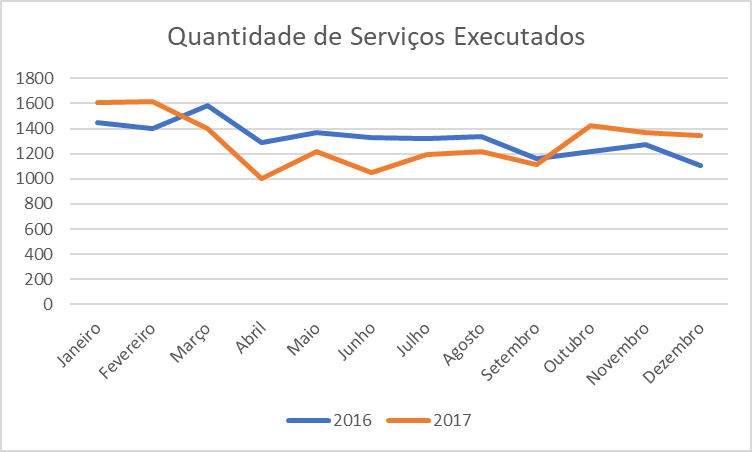 Quantidade de Serviços Executados
1800
1600
1400
1200
1000
800
600
400
200
0
Janeiro
Fevereiro
Março
Abril
Maio
Junho
Julho
Agosto
Setembro
Outubro
Novembro
Dezembro
2016 2017